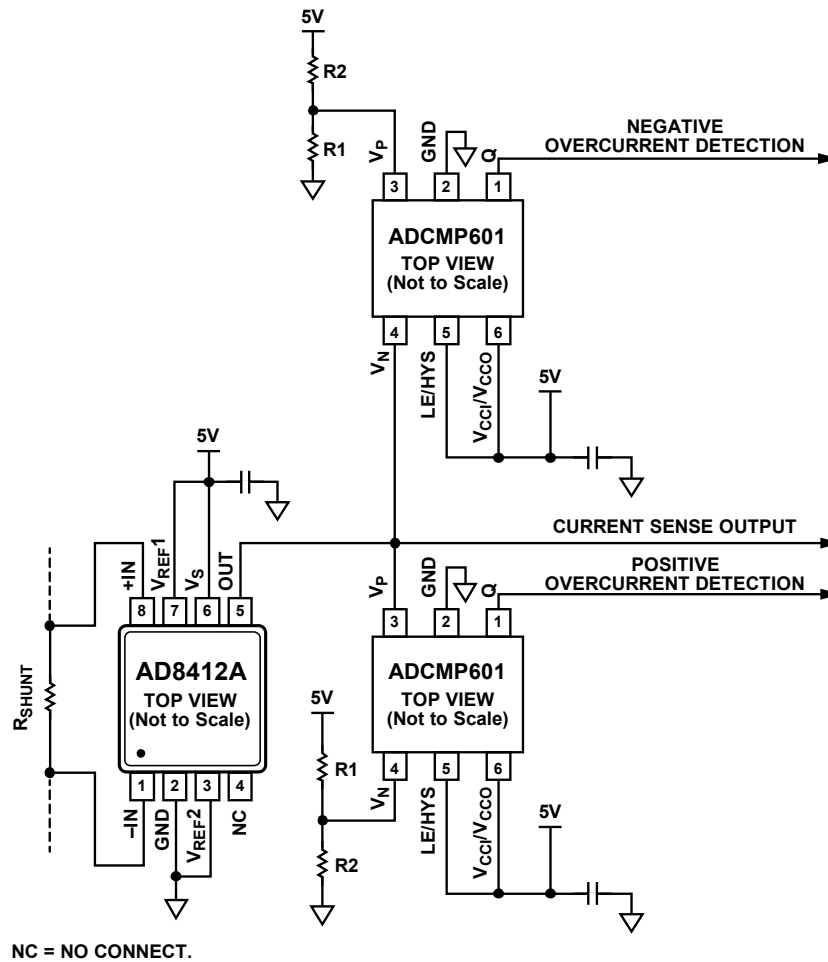 5V
R2
R1
VP
GND
Q
NEGATIVE
OVERCURRENT DETECTION
3
2
1
ADCMP601
TOP VIEW
(Not to Scale)
4
5
6
VN
LE/HYS
VCCI/VCCO
5V
5V
CURRENT SENSE OUTPUT
POSITIVE
OVERCURRENT DETECTION
+IN
VREF1
VS
OUT
8
7
6
5
AD8412A
TOP VIEW
(Not to Scale)
RSHUNT
1
2
3
4
–IN
GND
VREF2
NC
VP
GND
Q
3
2
1
ADCMP601
TOP VIEW
(Not to Scale)
4
5
6
5V
R1
R2
VN
LE/HYS
VCCI/VCCO
5V
NC = NO CONNECT.